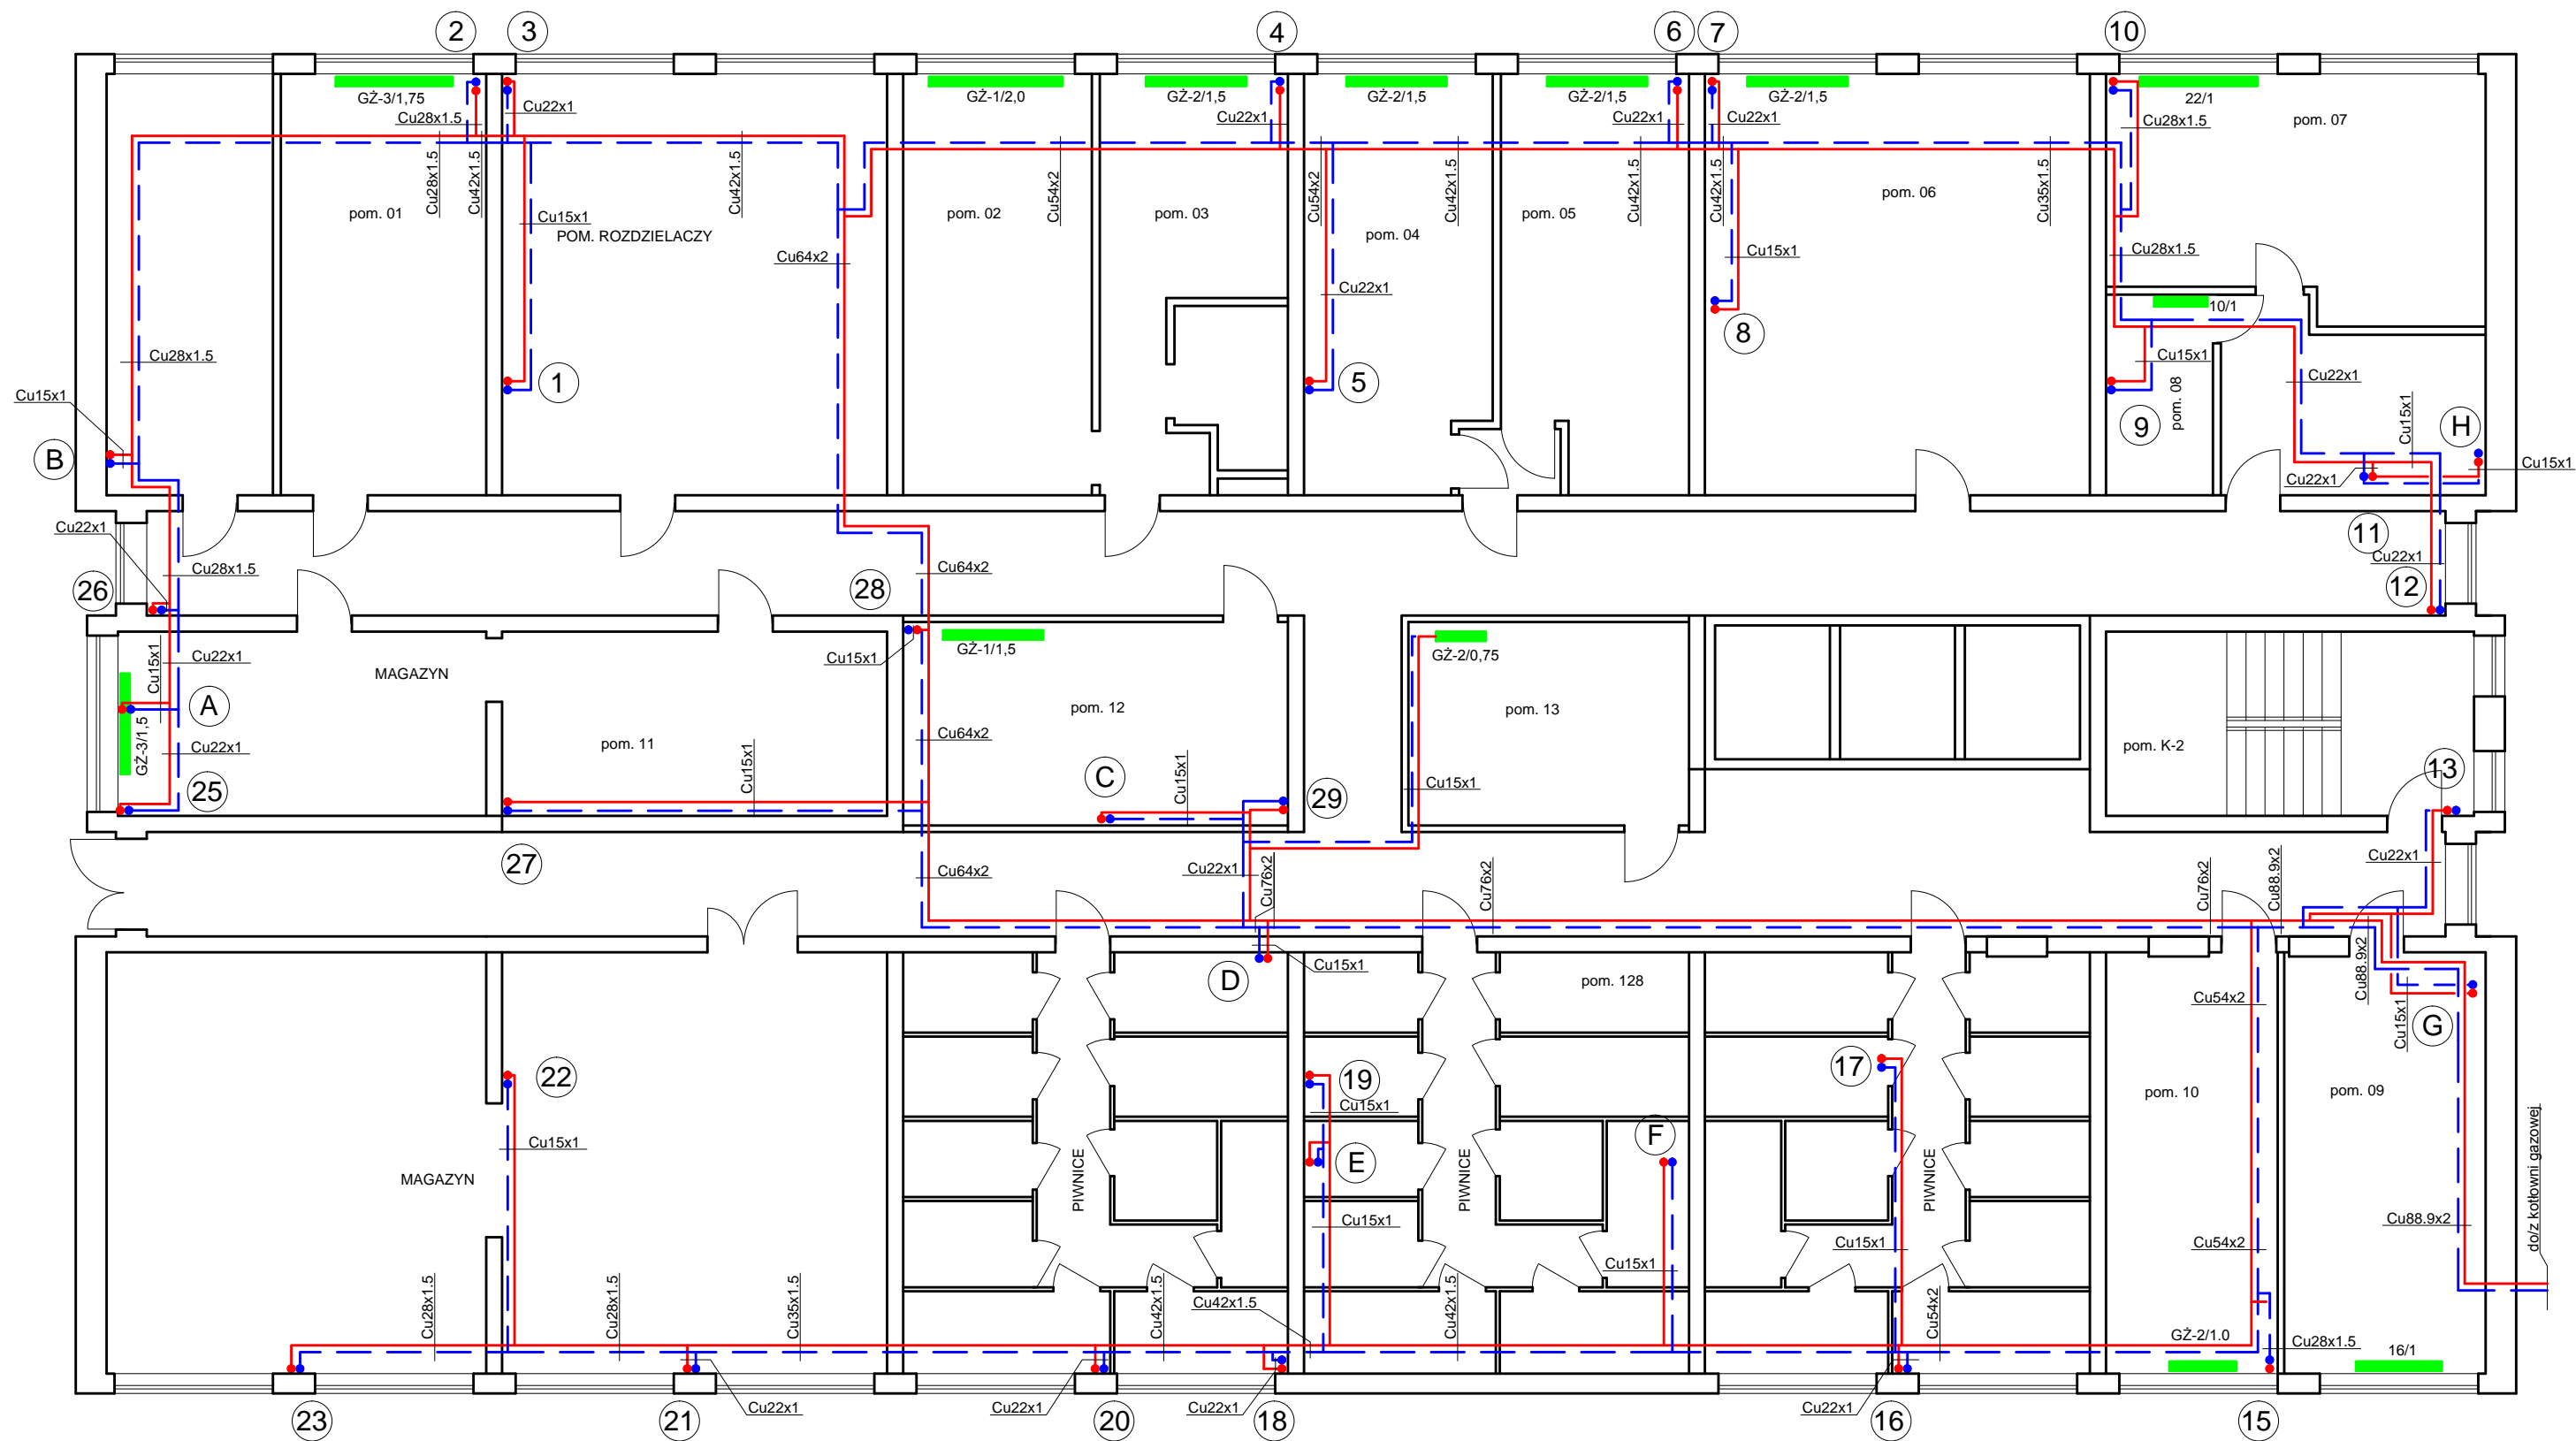 2
3
4
6
7
10
GŻ-3/1,75
Cu28x1.5
Cu22x1
GŻ-1/2,0
GŻ-2/1,5
Cu22x1
GŻ-2/1,5
GŻ-2/1,5
Cu22x1
Cu22x1
GŻ-2/1,5
22/1
Cu28x1.5
pom. 07
Cu28x1.5
Cu42x1.5
Cu42x1.5
Cu54x2
Cu54x2
Cu42x1.5
Cu42x1.5
Cu42x1.5
Cu35x1.5
pom. 01
Cu15x1
POM. ROZDZIELACZY
Cu64x2
pom. 02
pom. 03
pom. 04
pom. 05
pom. 06
Cu15x1
Cu28x1.5
Cu22x1
10/1
8
Cu28x1.5
Cu15x1
B
1
5
Cu15x1
pom. 08
9
Cu22x1
Cu15x1
H
Cu15x1
Cu22x1
Cu22x1
Cu28x1.5
26
28
Cu64x2
11
Cu22x1
12
Cu15x1
Cu22x1
MAGAZYN
Cu15x1
GŻ-1/1,5
GŻ-2/0,75
A
GŻ-3/1,5
Cu22x1
25
pom. 11
Cu15x1
Cu64x2
pom. 12
C
Cu15x1
29
pom. 13
Cu15x1
pom. K-2
13
27
Cu64x2
Cu22x1
Cu76x2
Cu76x2
Cu76x2
Cu88.9x2
Cu22x1
D
Cu15x1
pom. 128
Cu54x2
Cu88.9x2
Cu15x1
G
22
Cu15x1
19
Cu15x1
17
pom. 10
pom. 09
F
E
MAGAZYN
PIWNICE
PIWNICE
PIWNICE
do/z kotłowni gazowej
Cu15x1
Cu15x1
Cu15x1
Cu54x2
Cu88.9x2
Cu28x1.5
Cu28x1.5
Cu35x1.5
Cu42x1.5
Cu42x1.5
Cu42x1.5
Cu54x2
GŻ-2/1.0
Cu28x1.5
16/1
23
21
Cu22x1
Cu22x1
20
Cu22x1
18
Cu22x1
16
15